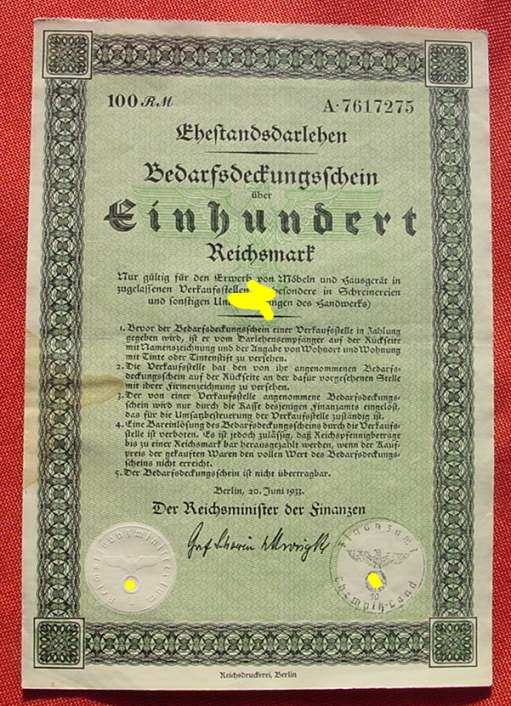 100 RM
A·7617275
Ehestandsdarlehen
Bedarfsdeckungsschein
über
Einhundert
Reichsmark
Nur gültig für den Erwerb von Möbeln und Hausgerät in
zugelassenen Verkaufsstellen besondere in Schreinereien
und sonstigen ungen des Handwerks)
1. Bevor der Bedarfsdeckungsschein einer Verkaufsstelle in Zahlung
gegeben wird, ist er vom Darlehensempfänger auf der Rückseite
mit Namenszeichnung und der Angabe von Wohnort und Wohnung
mit Tinte oder Tintenstift zu versehen.
2. Die Verkaufsstelle hat den von ihr angenommenen Bedarfs-
deckungsschein auf der Rückseite an der dafür vorgesehenen Stelle
mit ihrer Firmenzeichnung zu versehen.
3. Der von einer Verkaufsstelle angenommene Bedarfsdeckungs-
schein wird nur durch die Kasse desjenigen Finanzamts eingelöst,
das für die Umsatzbesteuerung der Verkaufsstelle zuständig ist.
4. Eine Bareinlösung des Bedarfsdeckungsscheins durch die Verkaufs-
stelle ist verboten. Es ist jedoch zulässig, daß Reichspfennigbeträge
bis zu einer Reichsmark bar herausgezahlt werden, wenn der Kauf-
preis der gekauften Waren den vollen Wert des Bedarfsdeckungs-
scheins nicht erreicht.
5. Der Bedarfsdeckungsschein ist nicht übertragbar.
Berlin, 20. Juni 1933.
Der Reichsminister der Finanzen
Graf Schwerin
Finanzamt
Reichsdruckerei, Berlin